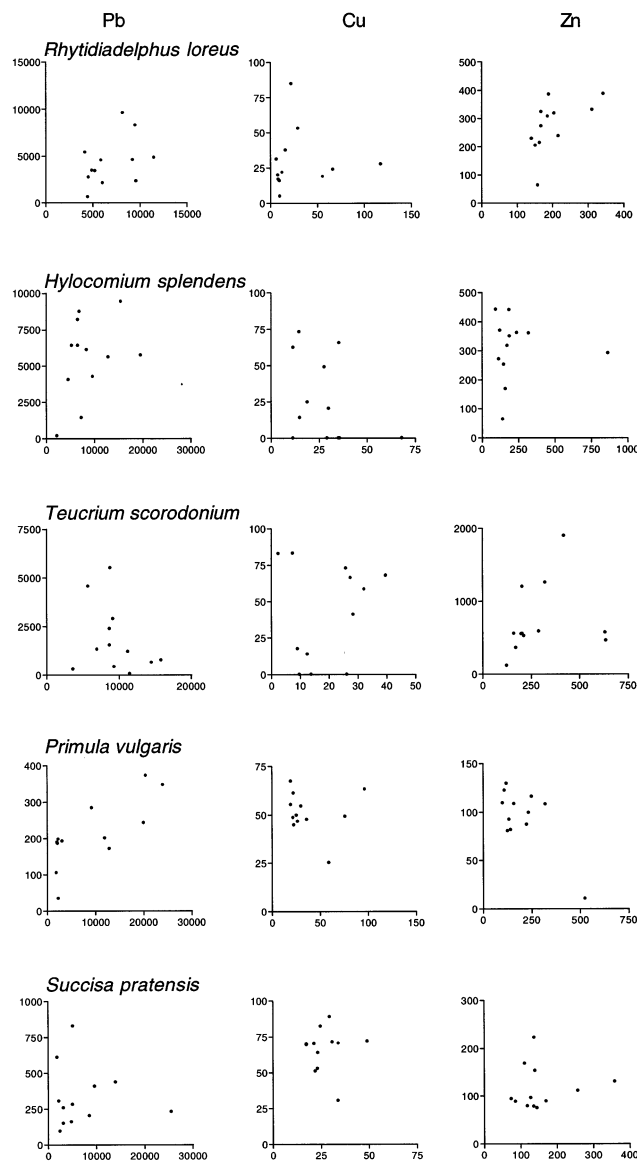 Pb Cu Zn
Rhytidiadelphus loreus
15000 100 500
10000 75 400
50 300
5000 25 200
100
0 0 0
0 5000 10000 15000 0 50 100 150 0 100 200 300 400
Hylocomium splendens
10000 100 500
7500 75 400
5000 50 300
2500 25 200
100
0 0 0
0 10000 20000 30000 0 25 50 75 0 250 500 750 1000
Teucrium scorodonium
7500 100 2000
5000 75
50 1000
2500 25
0 0 0
0 10000 20000 0 10 20 30 40 50 0 250 500 750
Primula vulgaris
400 75 150
300 50 100
200
100 25 50
0 0 0
0 10000 20000 30000 0 50 100 150 0 250 500 750
Succisa pratensis
1000 100 300
750 75 200
500 50
250 25 100
0 0 0
0 10000 20000 30000 0 25 50 75 0 100 200 300 400